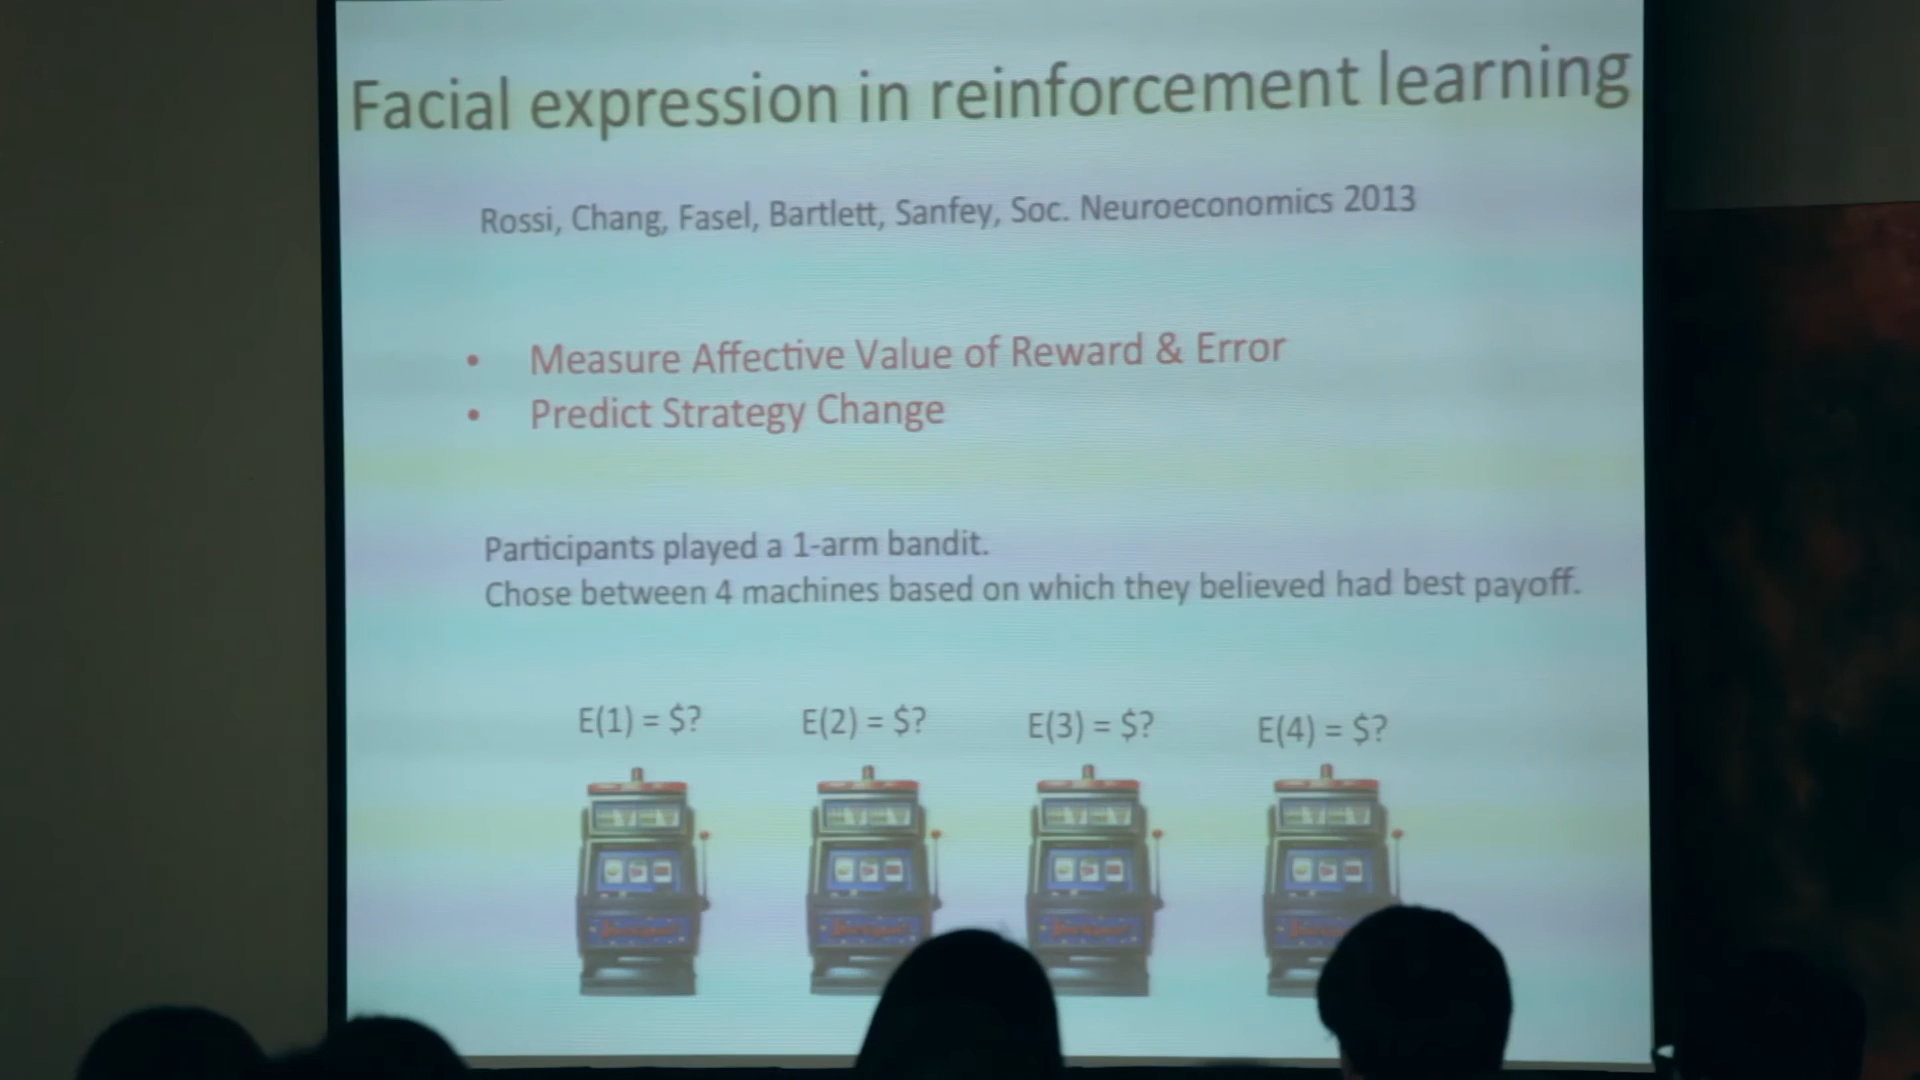 Facial expression in reinforcement learning
Rossi, Chang, Fasel, Bartlett, Sanfey, Soc. Neuroeconomics 2013
• Measure Affective Value of Reward & Error
• Predict Strategy Change
Participants played a 1-arm bandit.
Chose between 4 machines based on which they believed had best payoff.
E(1) = $? E(2) = $? E(3) = $? E(4) = $?